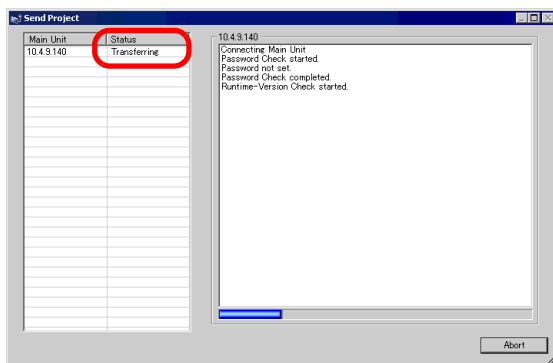 Send Project
Main Unit Status
10.4.9.140 Transferring
10.4.9.140
Connecting Main Unit
Password Check started.
Password not set.
Password Check completed.
Runtime-Version Check started.
Abort